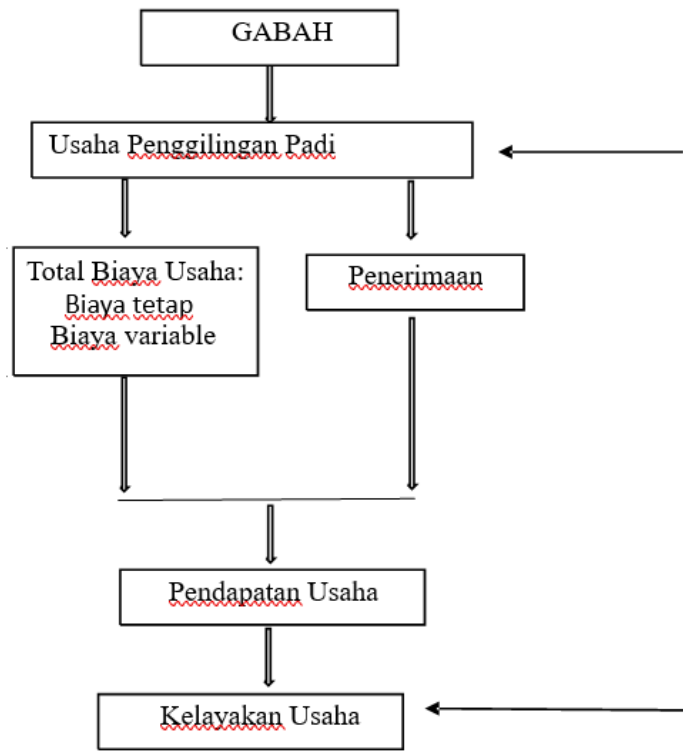 GABAH
Usaha Penggilingan Padi
Total Biaya Usaha:
Biaya tetap
Biaya variable
Penerimaan
Pendapatan Usaha
Kelayakan Usaha